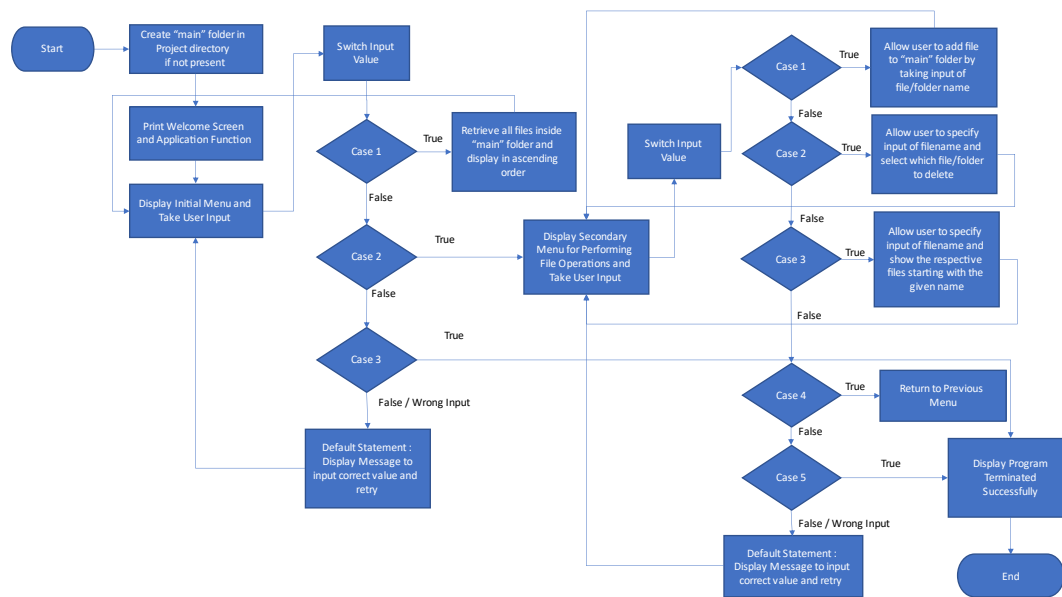 Start
Create “main” folder in
Project directory
if not present
Print Welcome Screen
and Application Function
Display Initial Menu and
Take User Input
Switch Input
Value
Case 1
True
Retrieve all files inside
“main” folder and
display in ascending
order
False
Case 2
True
False
Case 3
True
False / Wrong Input
Default Statement :
Display Message to
input correct value and
retry
Display Secondary
Menu for Performing
File Operations and
Take User Input
Switch Input
Value
Case 1
True
Allow user to add file
to “main” folder by
taking input of
file/folder name
False
Case 2
True
Allow user to specify
input of filename and
select which file/folder
to delete
False
Case 3
True
Allow user to specify
input of filename and
show the respective
files starting with the
given name
False
Case 4
True
Return to Previous
Menu
False
Case 5
True
Display Program
Terminated
Successfully
False / Wrong Input
Default Statement :
Display Message to input
correct value and retry
End